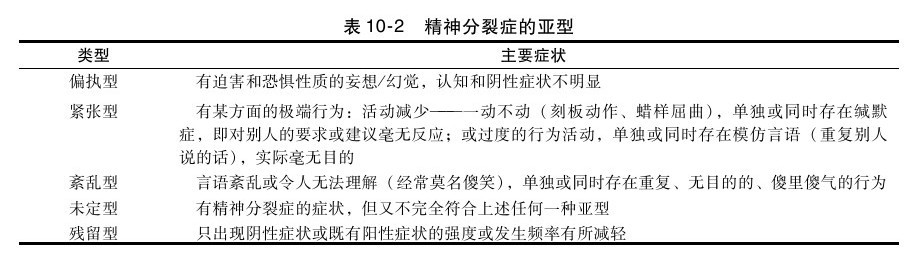 表 10-2 精神分裂症的亚型
类型 主要症状
偏执型 有迫害和恐惧性质的妄想/幻觉，认知和阴性症状不明显
紧张型 有某方面的极端行为：活动减少——一动不动（刻板动作、蜡样屈曲），单独或同时存在缄默
症，即对别人的要求或建议毫无反应；或过度的行为活动，单独或同时存在模仿言语（重复别人
说的话），实际毫无目的
紊乱型 言语紊乱或令人无法理解（经常莫名傻笑），单独或同时存在重复、无目的的、傻里傻气的行为
未定型 有精神分裂症的症状，但又不完全符合上述任何一种亚型
残留型 只出现阴性症状或既有阳性症状的强度或发生频率有所减轻